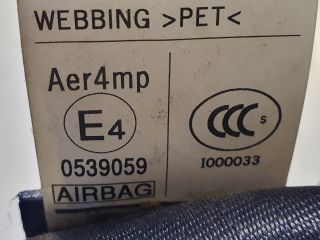 WEBBING >PET<
Aer4mp
E4
CCC S
0539059 I000033
AIRBAG